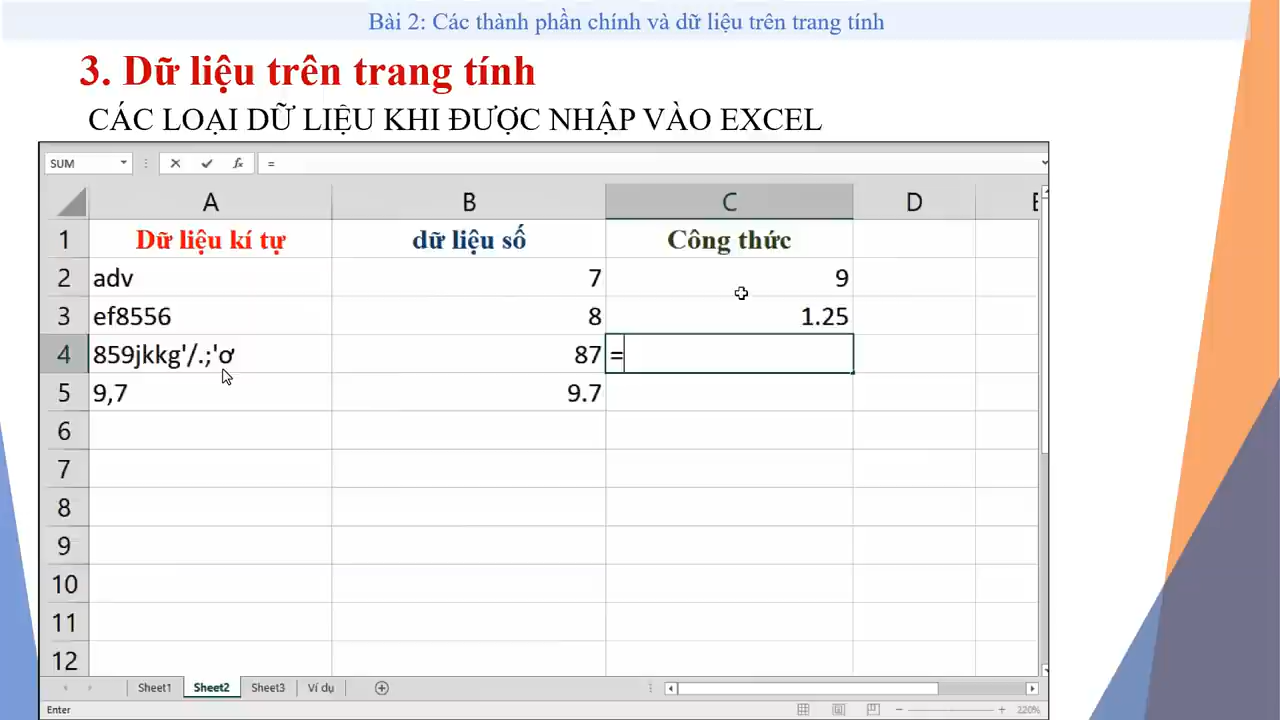 Bài 2: Các thành phần chính và dữ liệu trên trang tính
3. Dữ liệu trên trang tính
CÁC LOẠI DỮ LIỆU KHI ĐƯỢC NHẬP VÀO EXCEL
SUM fx =
A B C D E
1 Dữ liệu kí tự dữ liệu số Công thức
2 adv 7 9
3 ef8556 8 1.25
4 859jkkg'/.;'ơ 87 =
5 9,7 9.7
6
7
8
9
10
11
12
Sheet1 Sheet2 Sheet3 Ví dụ
Enter 220%